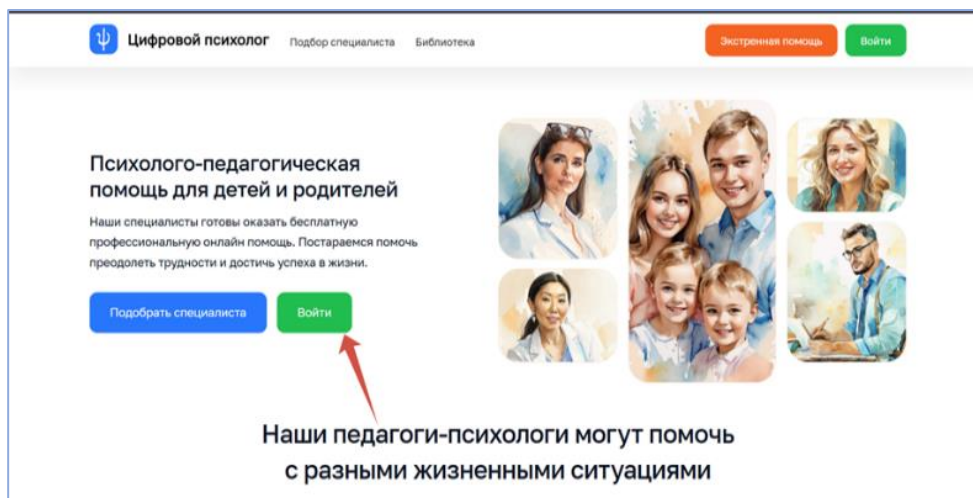 Цифровой психолог Подбор специалиста Библиотека Экстренная помощь Войти
Психолого-педагогическая
помощь для детей и родителей
Наши специалисты готовы оказать бесплатную
профессиональную онлайн помощь. Постараемся помочь
преодолеть трудности и достичь успеха в жизни.
Подобрать специалиста Войти
Наши педагоги-психологи могут помочь
с разными жизненными ситуациями